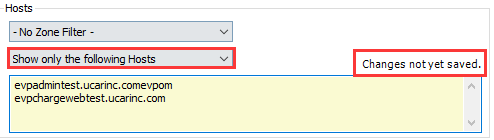 Hosts
- No Zone Filter -
Show only the following Hosts
Changes not yet saved.
evpadmintest.ucarinc.comevpom
evpchargewebtest.ucarinc.com